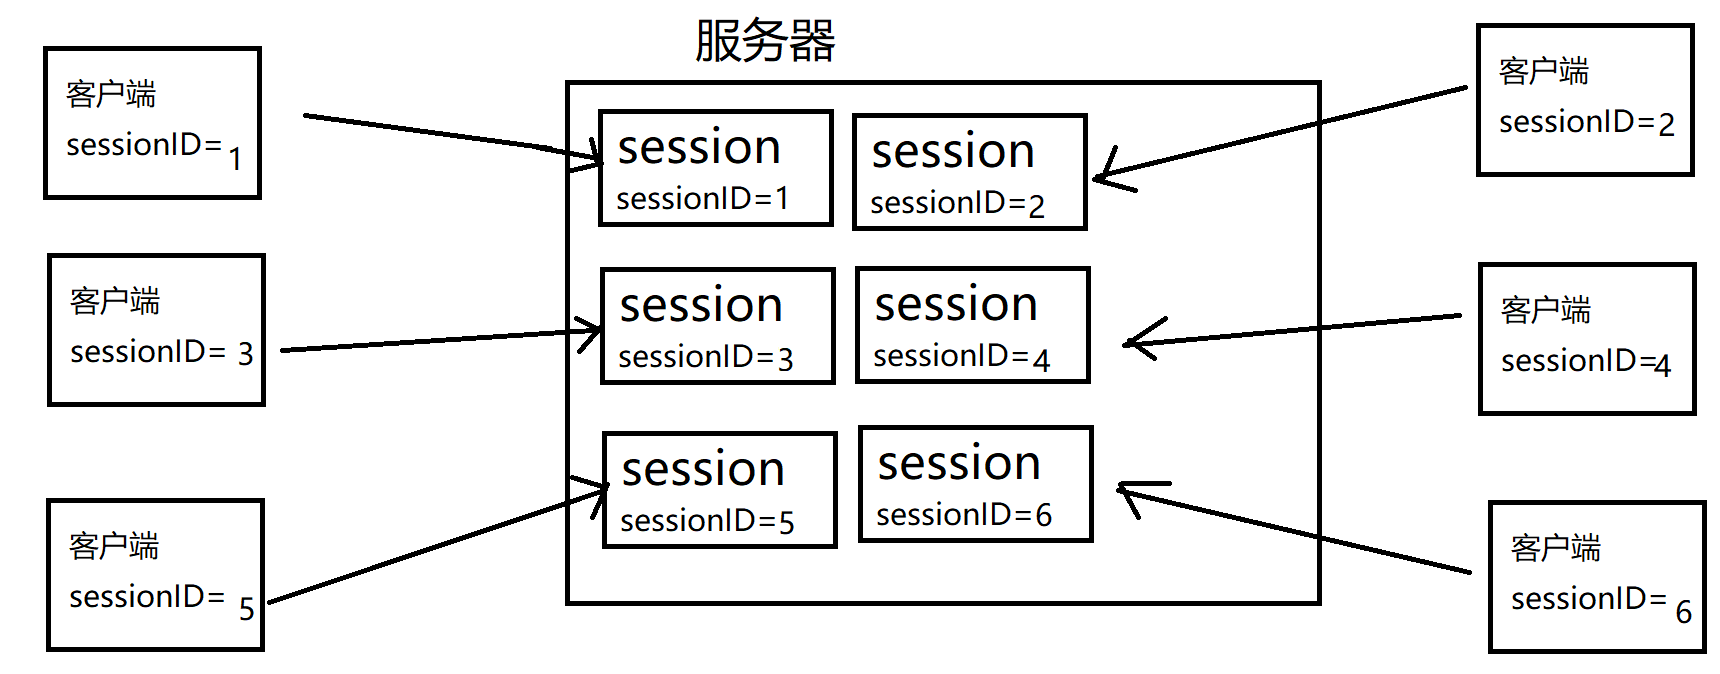 服务器
客户端
sessionID=1
session
sessionID=1
session
sessionID=2
客户端
sessionID=2
客户端
sessionID= 3
session
sessionID=3
session
sessionID=4
客户端
sessionID=4
客户端
sessionID= 5
session
sessionID=5
session
sessionID=6
客户端
sessionID= 6